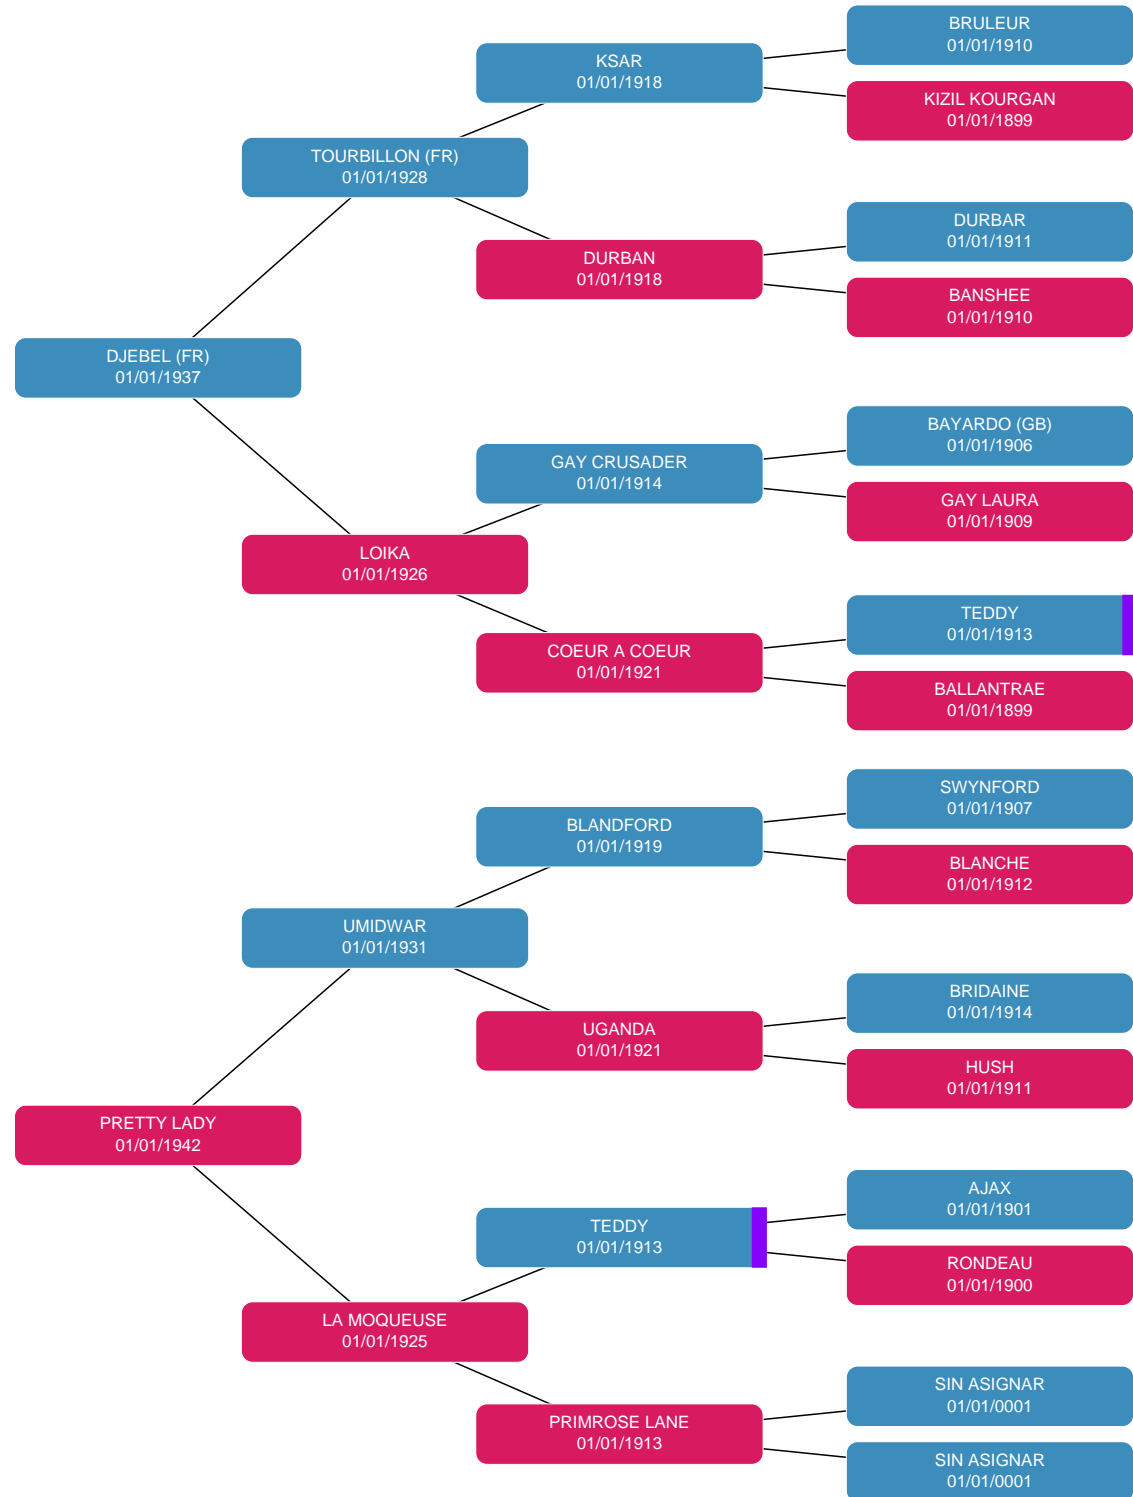 BRULEUR
01/01/1910
KSAR
01/01/1918
KIZIL KOURGAN
01/01/1899
TOURBILLON (FR)
01/01/1928
DURBAR
01/01/1911
DURBAN
01/01/1918
BANSHEE
01/01/1910
DJEBEL (FR)
01/01/1937
BAYARDO (GB)
01/01/1906
GAY CRUSADER
01/01/1914
GAY LAURA
01/01/1909
LOIKA
01/01/1926
TEDDY
01/01/1913
COEUR A COEUR
01/01/1921
BALLANTRAE
01/01/1899
SWYNFORD
01/01/1907
BLANDFORD
01/01/1919
BLANCHE
01/01/1912
UMIDWAR
01/01/1931
BRIDAINE
01/01/1914
UGANDA
01/01/1921
HUSH
01/01/1911
PRETTY LADY
01/01/1942
AJAX
01/01/1901
TEDDY
01/01/1913
RONDEAU
01/01/1900
LA MOQUEUSE
01/01/1925
SIN ASIGNAR
01/01/0001
PRIMROSE LANE
01/01/1913
SIN ASIGNAR
01/01/0001